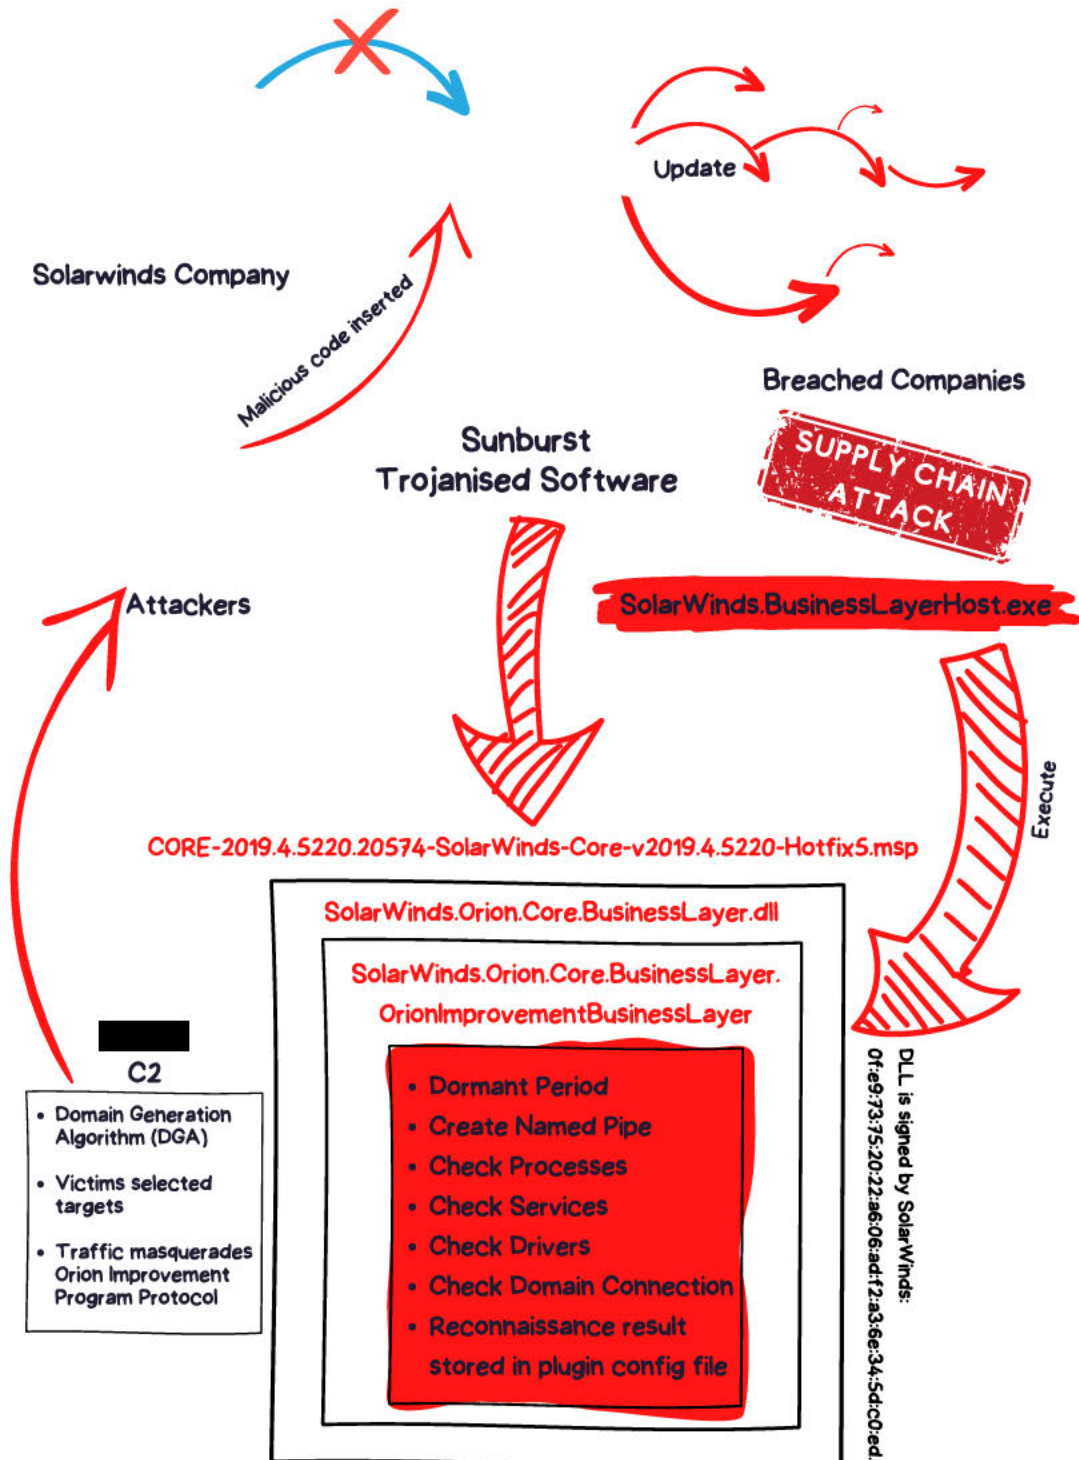 Update
Solarwinds Company
Malicious code inserted
Breached Companies
Sunburst
Trojanised Software
SUPPLY CHAIN
ATTACK
Attackers
SolarWinds.BusinessLayerHost.exe
Execute
CORE-2019.4.5220.20574-SolarWinds-Core-v2019.4.5220-Hotfix5.msp
SolarWinds.Orion.Core.BusinessLayer.dll
SolarWinds.Orion.Core.BusinessLayer.
OrionImprovementBusinessLayer
• Dormant Period
• Create Named Pipe
• Check Processes
• Check Services
• Check Drivers
• Check Domain Connection
• Reconnaissance result
stored in plugin config file
C2
• Domain Generation
Algorithm (DGA)
• Victims selected
targets
• Traffic masquerades
Orion Improvement
Program Protocol
DLL is signed by SolarWinds:
0f:e9:73:75:20:22:a6:06:ad:f2:a3:6e:34:5d:c0:ed.